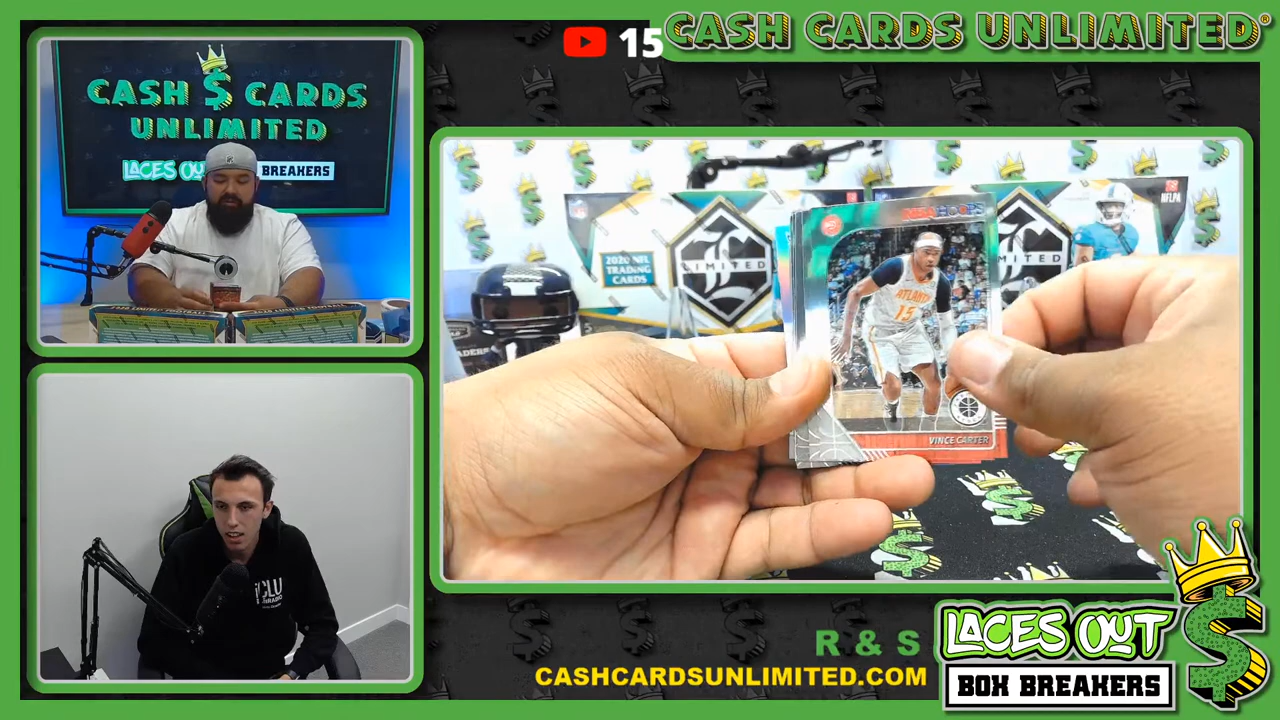 15
CASH CARDS UNLIMITED®
CASH $ CARDS
UNLIMITED
LACES OUT
BREAKERS
2020 NFL
TRADING
CARDS
LIMITED
LIMITED
NFLPA
HOOPS
ATLANTA
15
VINCE CARTER
CLU
R & S
CASHCARDSUNLIMITED.COM
LACES OUT
BOX BREAKERS